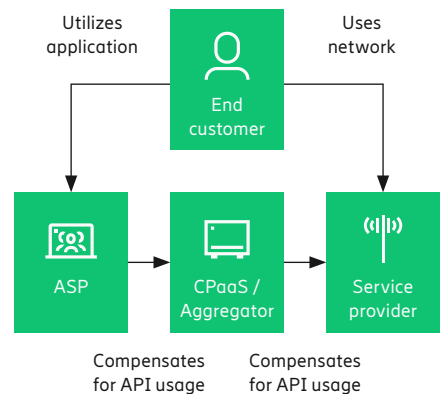 Utilizes
application
Uses
network
End
customer
ASP
CPaaS /
Aggregator
Service
provider
Compensates
for API usage
Compensates
for API usage